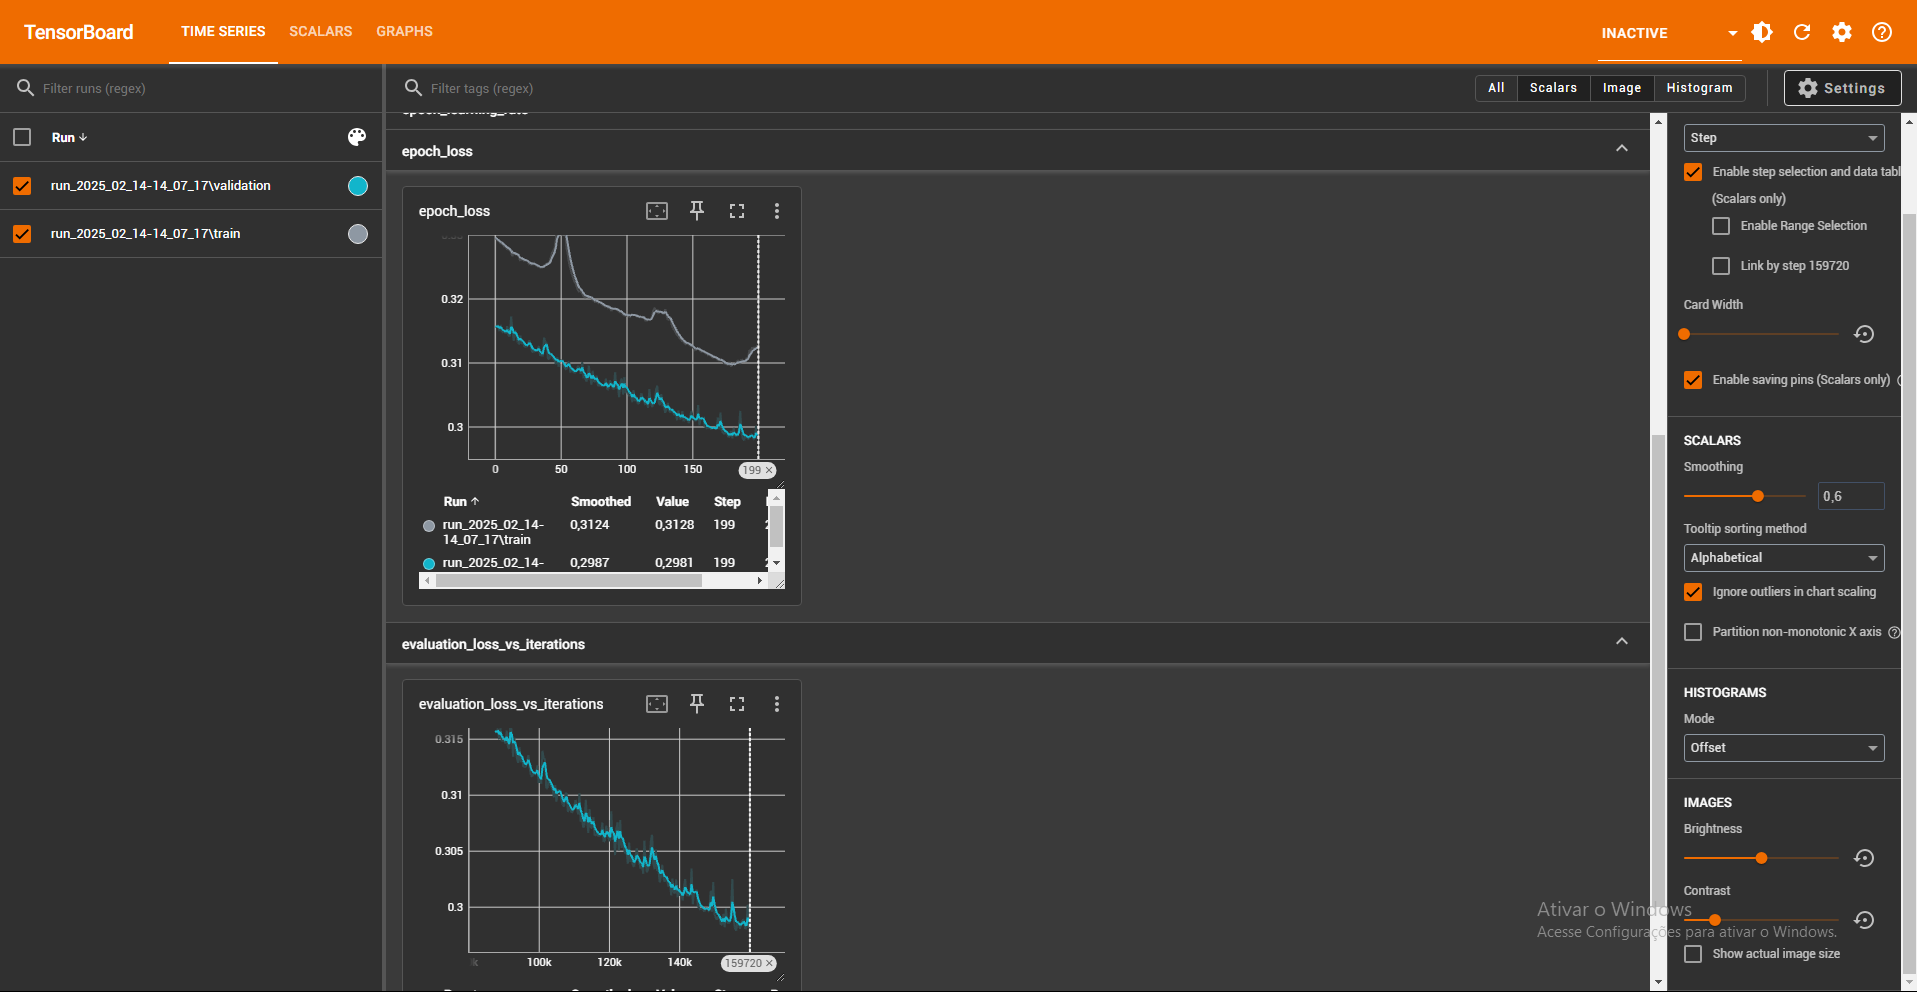 TensorBoard
TIME SERIES
SCALARS
GRAPHS
INACTIVE
Filter runs (regex)
Filter tags (regex)
All
Scalars
Image
Histogram
Settings
Run
run_2025_02_14-14_07_17\validation
run_2025_02_14-14_07_17\train
epoch_learning_rate
epoch_loss
epoch_loss
0.32
0.31
0.3
0
50
100
150
199
Run Smoothed Value Step
run_2025_02_14-
14_07_17\train
0,3124 0,3128 199
run_2025_02_14- 0,2987 0,2981 199
evaluation_loss_vs_iterations
evaluation_loss_vs_iterations
0.315
0.31
0.305
0.3
100k
120k
140k
159720
Step
Enable step selection and data tabl
(Scalars only)
Enable Range Selection
Link by step 159720
Card Width
Enable saving pins (Scalars only)
SCALARS
Smoothing
0,6
Tooltip sorting method
Alphabetical
Ignore outliers in chart scaling
Partition non-monotonic X axis
HISTOGRAMS
Mode
Offset
IMAGES
Brightness
Contrast
Show actual image size
Ativar o Windows
Acesse Configurações para ativar o Windows.